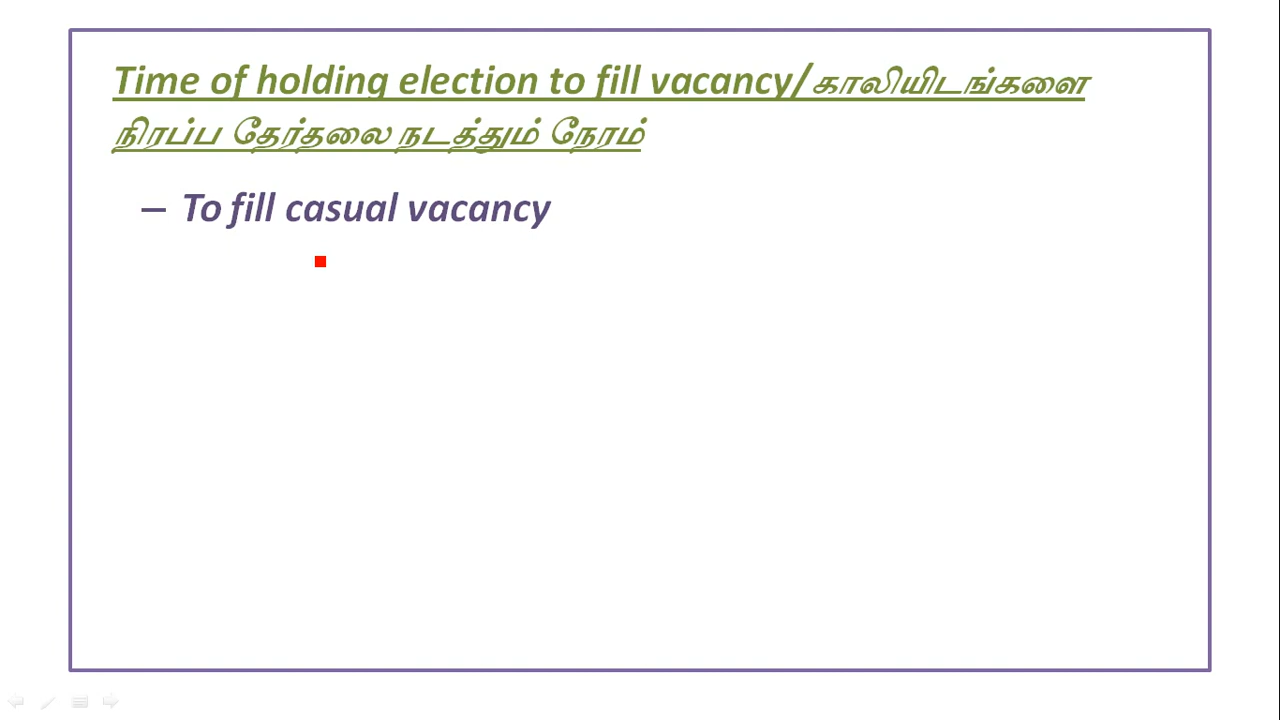 Time of holding election to fill vacancy/காலியிடங்களை
நிரப்ப தேர்தலை நடத்தும் நேரம்
– To fill casual vacancy